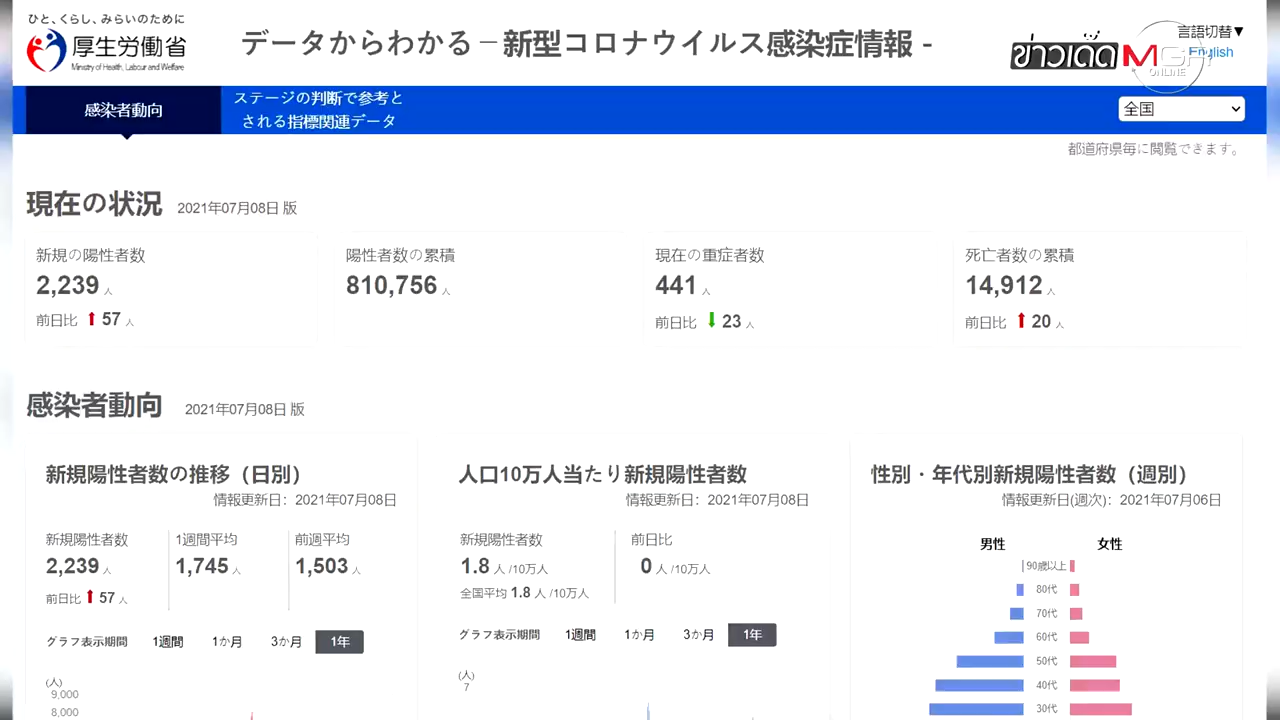 ひと、くらし、みらいのために
厚生労働省
Ministry of Health, Labour and Welfare
データからわかる－新型コロナウイルス感染症情報 -
ข่าวเด็ด MGR ONLINE
言語切替▼
English
感染者動向
ステージの判断で参考と
される指標関連データ
全国
都道府県毎に閲覧できます。
現在の状況 2021年07月08日 版
新規の陽性者数
2,239 人
前日比 57 人
陽性者数の累積
810,756 人
現在の重症者数
441 人
前日比 23 人
死亡者数の累積
14,912 人
前日比 20 人
感染者動向 2021年07月08日 版
新規陽性者数の推移（日別）
情報更新日：2021年07月08日
新規陽性者数
2,239 人
前日比 57 人
1週間平均
1,745 人
前週平均
1,503 人
グラフ表示期間 1週間 1か月 3か月 1年
(人)
9,000
8,000
人口10万人当たり新規陽性者数
情報更新日：2021年07月08日
新規陽性者数
1.8 人 /10万人
全国平均 1.8 人 /10万人
前日比
0 人 /10万人
グラフ表示期間 1週間 1か月 3か月 1年
(人)
7
性別・年代別新規陽性者数（週別）
情報更新日(週次)：2021年07月06日
男性 女性
90歳以上
80代
70代
60代
50代
40代
30代